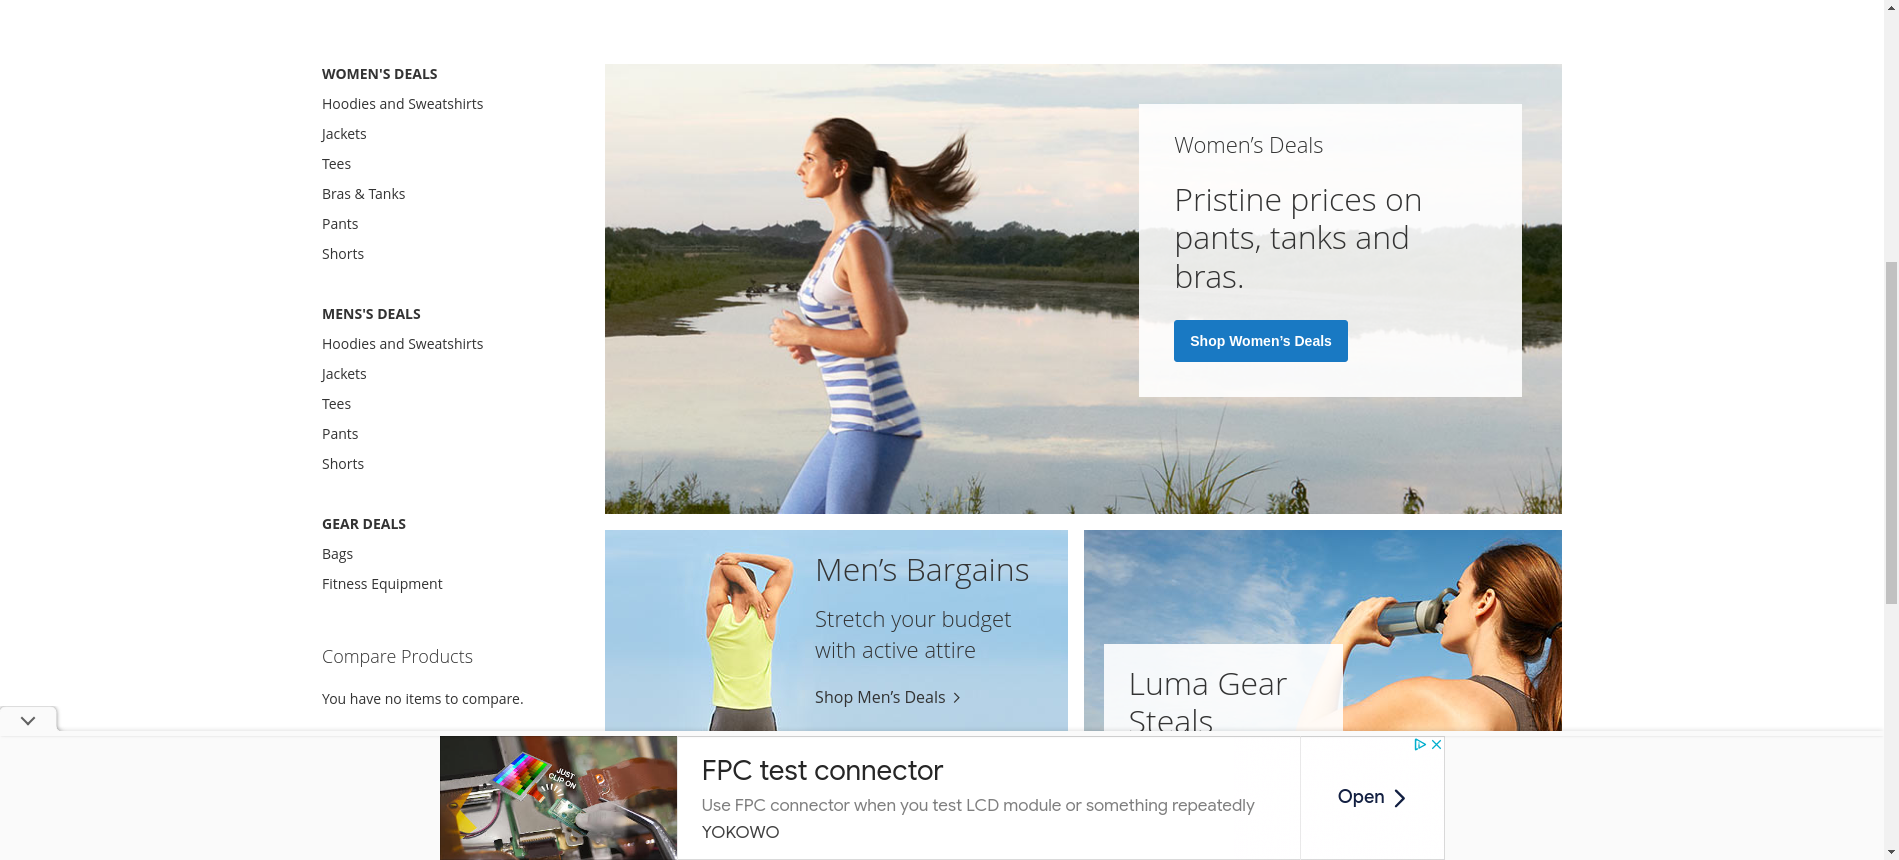 WOMEN'S DEALS
Hoodies and Sweatshirts
Jackets
Tees
Bras & Tanks
Pants
Shorts
MENS'S DEALS
Hoodies and Sweatshirts
Jackets
Tees
Pants
Shorts
GEAR DEALS
Bags
Fitness Equipment
Compare Products
You have no items to compare.
Women’s Deals
Pristine prices on
pants, tanks and
bras.
Shop Women’s Deals
Men’s Bargains
Stretch your budget
with active attire
Shop Men’s Deals
Luma Gear
Steals
JUST
CLIP ON
FPC test connector
Use FPC connector when you test LCD module or something repeatedly
YOKOWO
Open